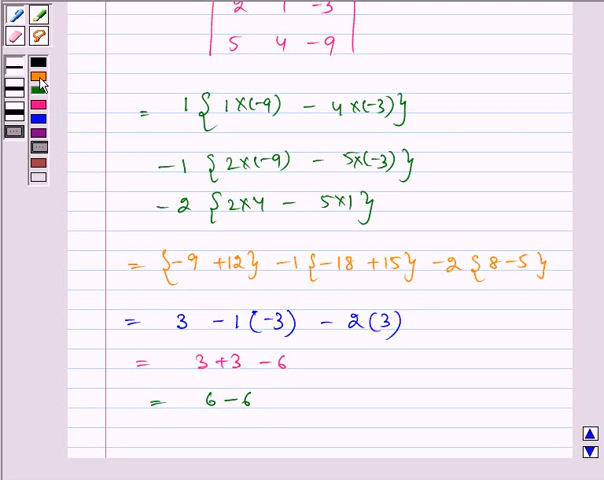 2 1 -3
5 4 -9
= 1 { 1×(-9) - 4×(-3) }
-1 { 2×(-9) - 5×(-3) }
-2 { 2×4 - 5×1 }
= {-9 +12} -1 {-18 +15} -2 {8-5}
= 3 -1(-3) - 2(3)
= 3+3 -6
= 6-6